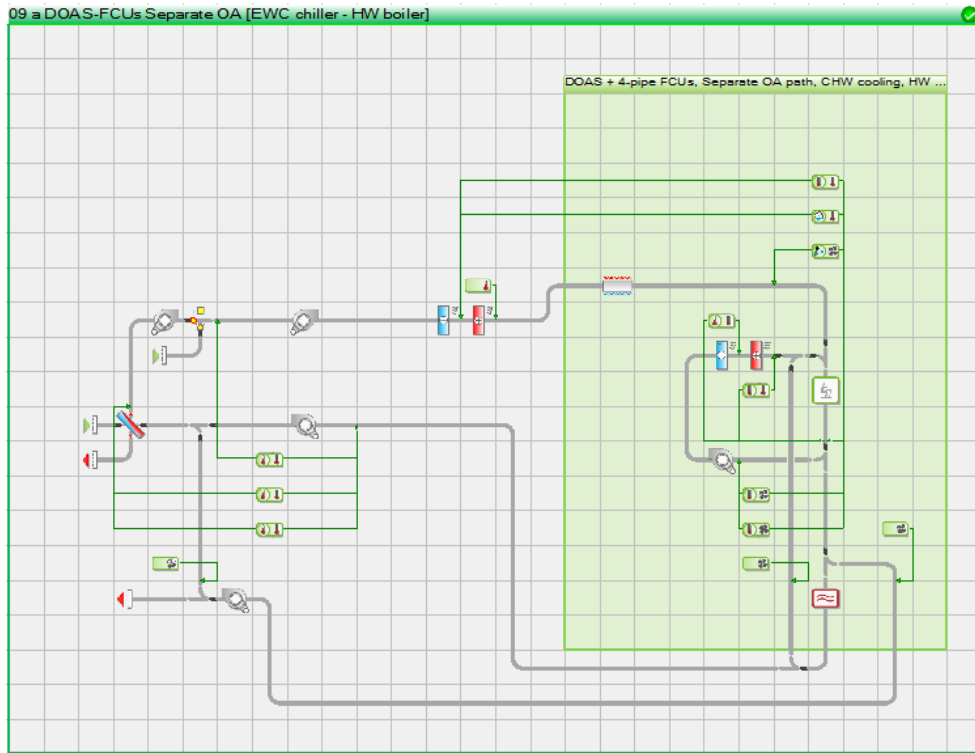 09 a DOAS-FCUs Separate OA [EWC chiller - HW boiler]
DOAS + 4-pipe FCUs, Separate OA path, CHW cooling, HW ...